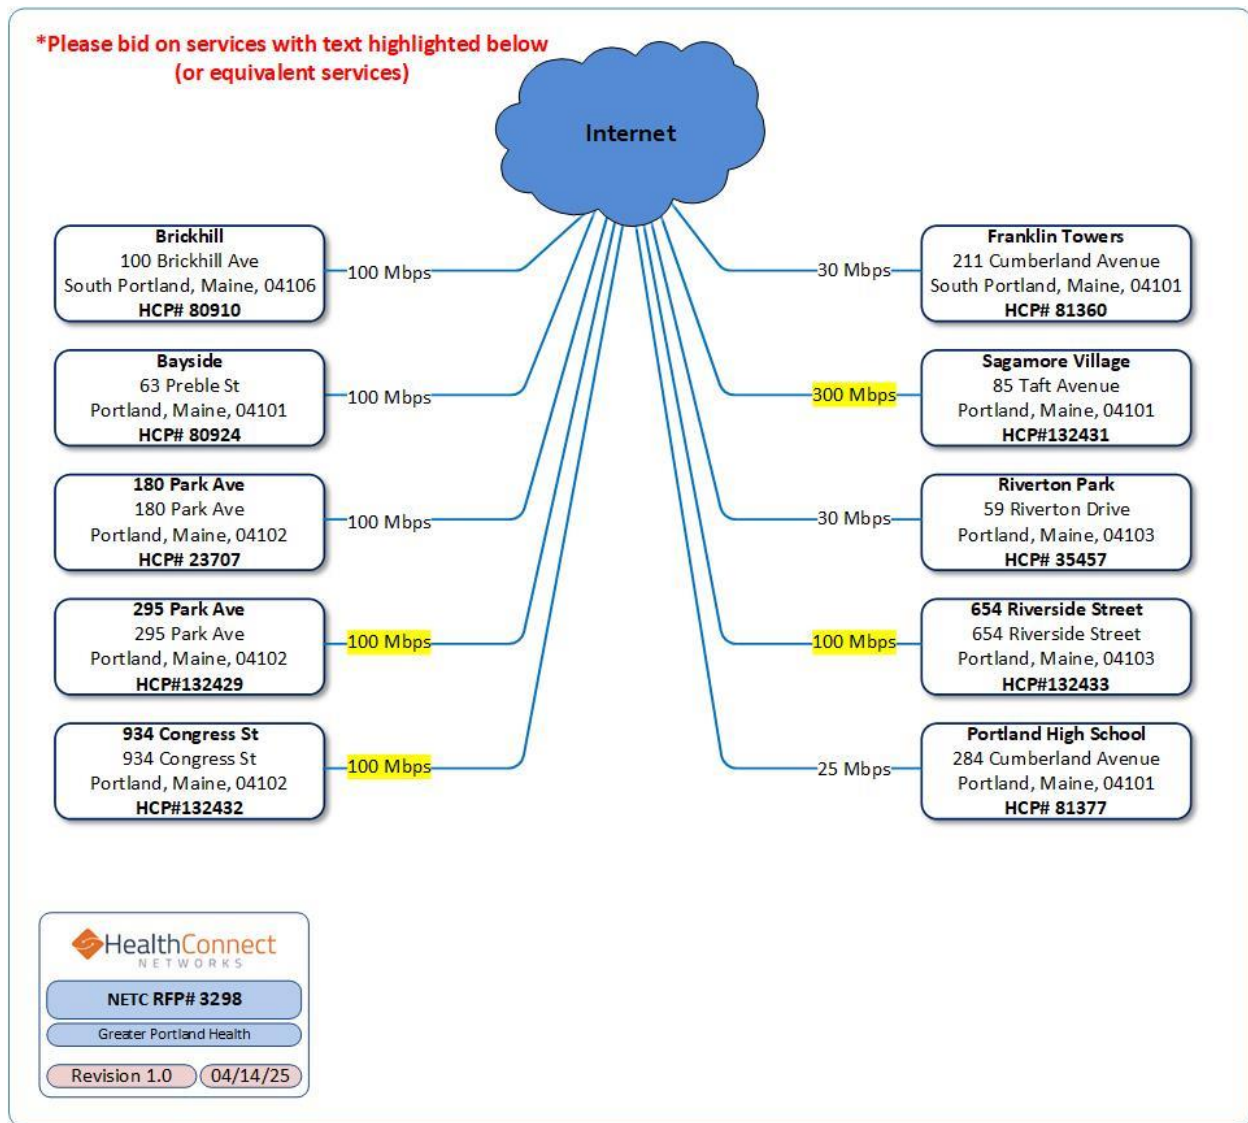 *Please bid on services with text highlighted below
(or equivalent services)
Internet
Brickhill
100 Brickhill Ave
South Portland, Maine, 04106
HCP# 80910
100 Mbps
Bayside
63 Preble St
Portland, Maine, 04101
HCP# 80924
100 Mbps
180 Park Ave
180 Park Ave
Portland, Maine, 04102
HCP# 23707
100 Mbps
295 Park Ave
295 Park Ave
Portland, Maine, 04102
HCP#132429
100 Mbps
934 Congress St
934 Congress St
Portland, Maine, 04102
HCP#132432
100 Mbps
30 Mbps
Franklin Towers
211 Cumberland Avenue
South Portland, Maine, 04101
HCP# 81360
300 Mbps
Sagamore Village
85 Taft Avenue
Portland, Maine, 04101
HCP#132431
30 Mbps
Riverton Park
59 Riverton Drive
Portland, Maine, 04103
HCP# 35457
100 Mbps
654 Riverside Street
654 Riverside Street
Portland, Maine, 04103
HCP#132433
25 Mbps
Portland High School
284 Cumberland Avenue
Portland, Maine, 04101
HCP# 81377
HealthConnect
NETWORKS
NETC RFP# 3298
Greater Portland Health
Revision 1.0
04/14/25